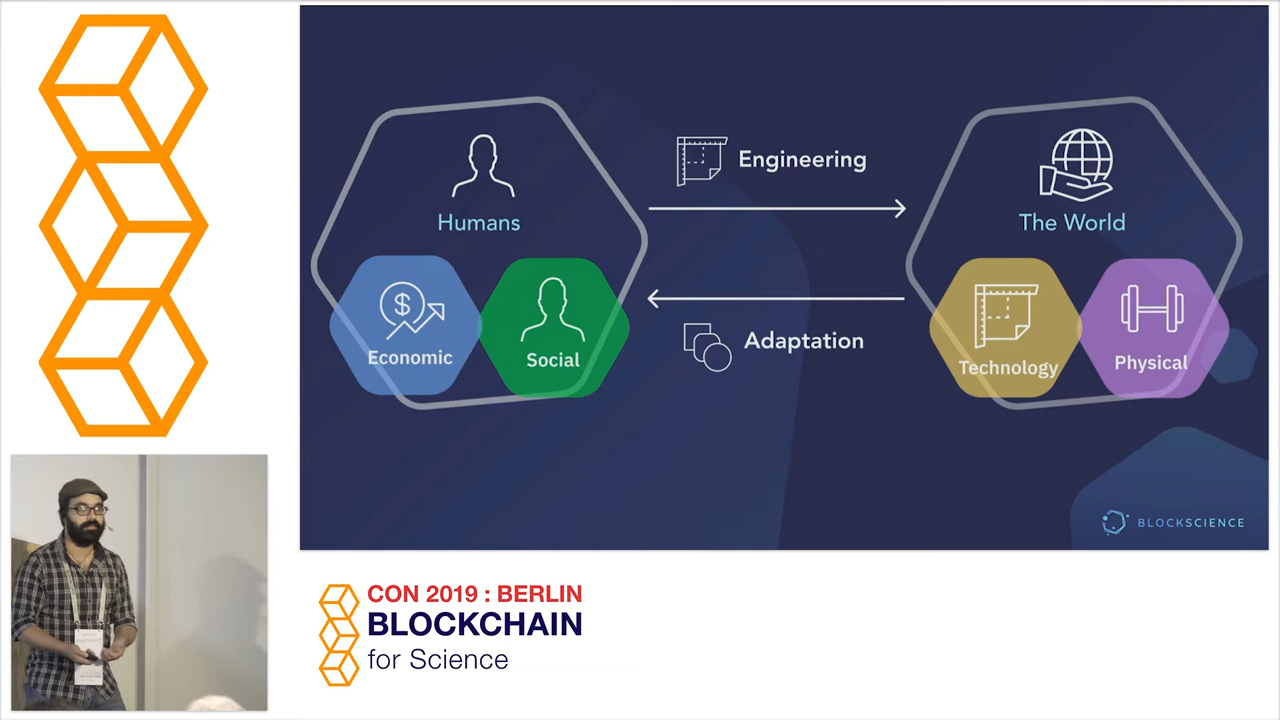 Engineering
Humans
The World
Economic
Social
Adaptation
Technology
Physical
BLOCKSCIENCE
CON 2019 : BERLIN
BLOCKCHAIN
for Science